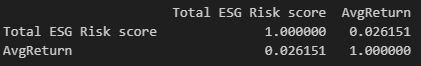 Total ESG Risk score AvgReturn
Total ESG Risk score 1.000000 0.026151
AvgReturn 0.026151 1.000000